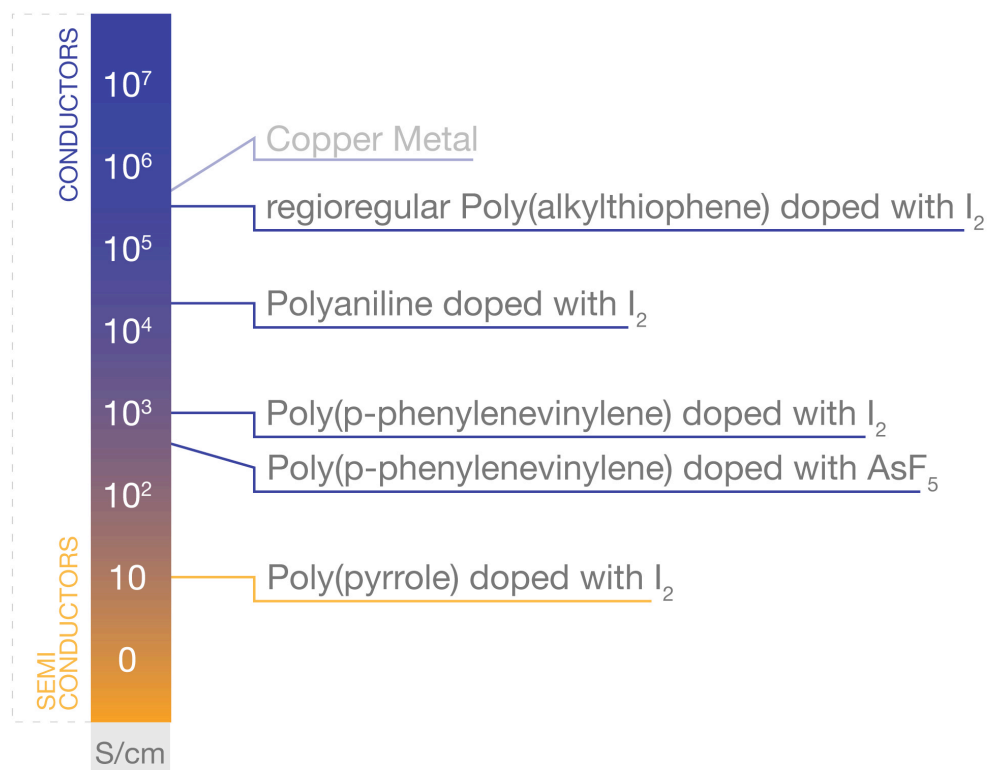 CONDUCTORS
10⁷
Copper Metal
10⁶
regioregular Poly(alkylthiophene) doped with I₂
10⁵
Polyaniline doped with I₂
10⁴
10³
Poly(p-phenylenevinylene) doped with I₂
Poly(p-phenylenevinylene) doped with AsF₅
10²
SEMI
CONDUCTORS
10
Poly(pyrrole) doped with I₂
0
S/cm